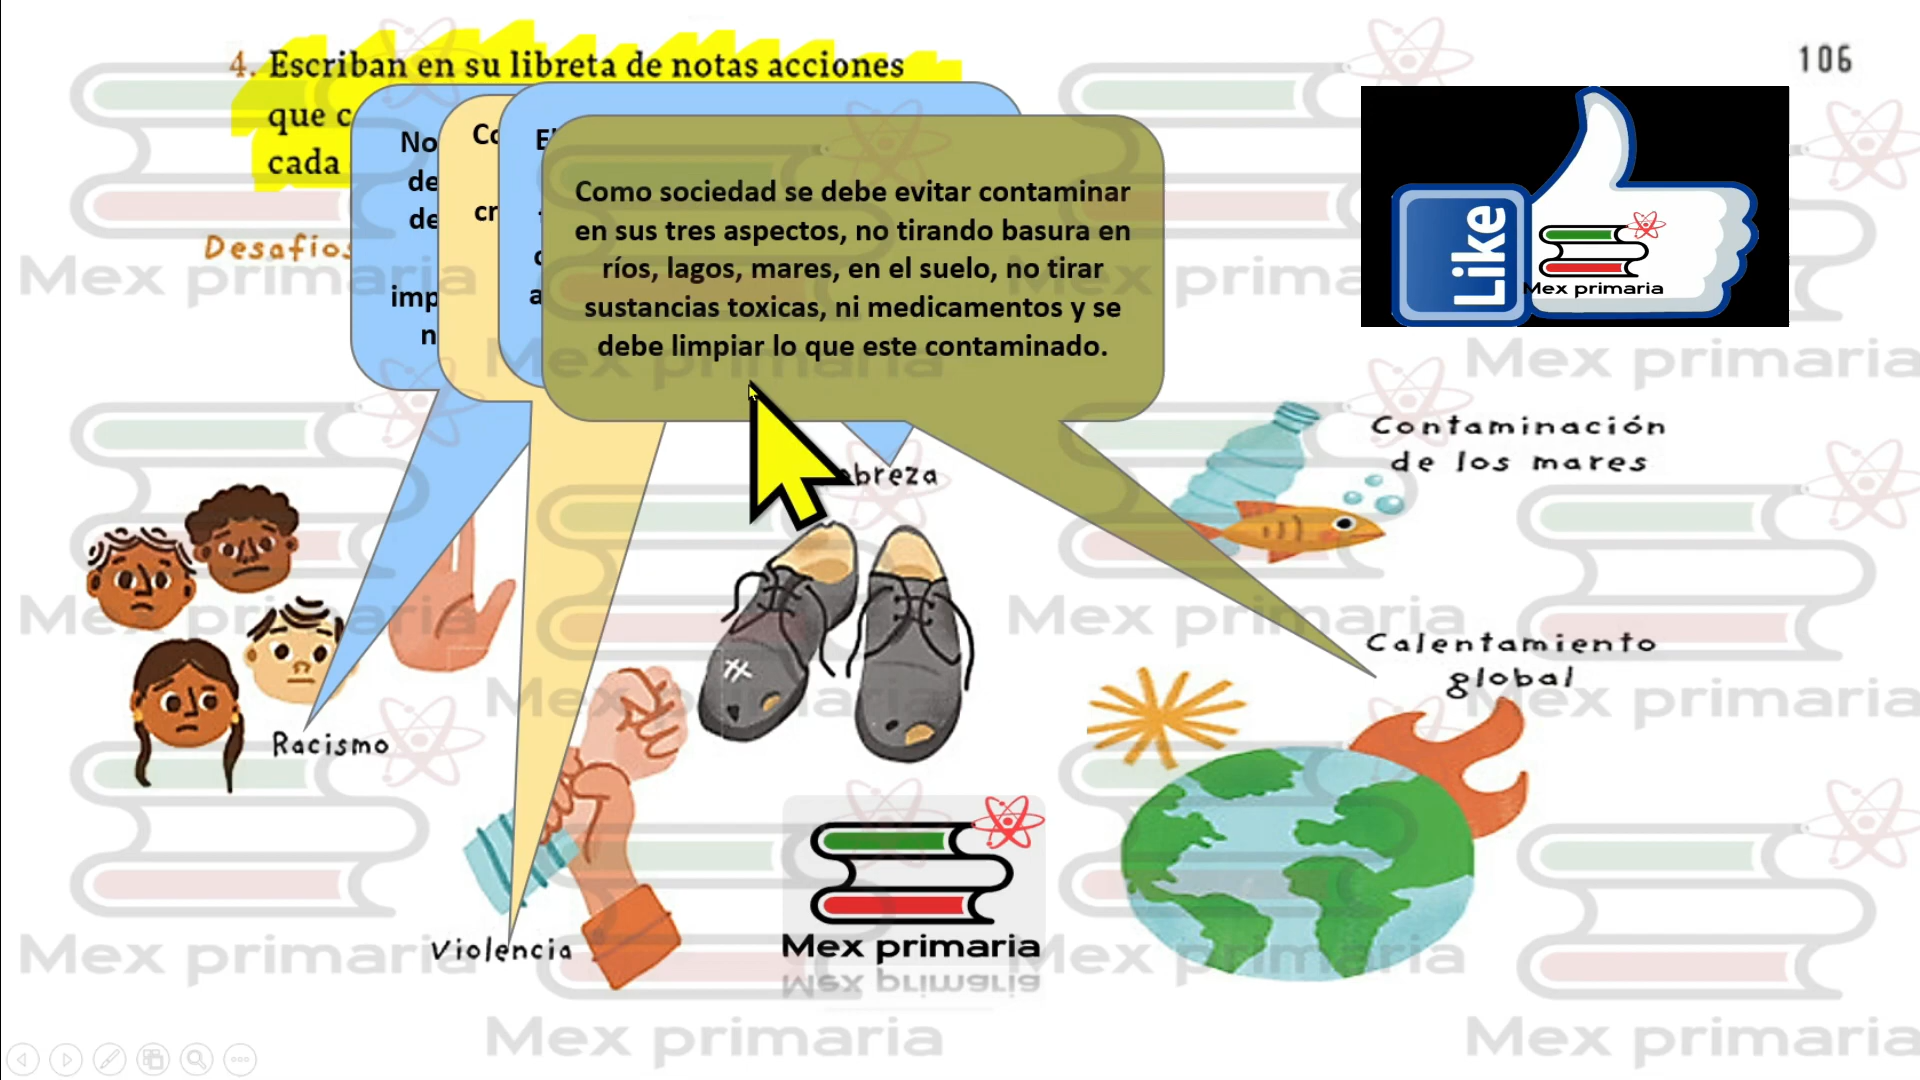 106
4. Escriban en su libreta de notas acciones
que
cada
Desafíos
No
de
de
imp
Como sociedad se debe evitar contaminar
en sus tres aspectos, no tirando basura en
ríos, lagos, mares, en el suelo, no tirar
sustancias toxicas, ni medicamentos y se
debe limpiar lo que este contaminado.
Like
Mex primaria
Contaminación
de los mares
Calentamiento
global
Racismo
Violencia
Mex primaria